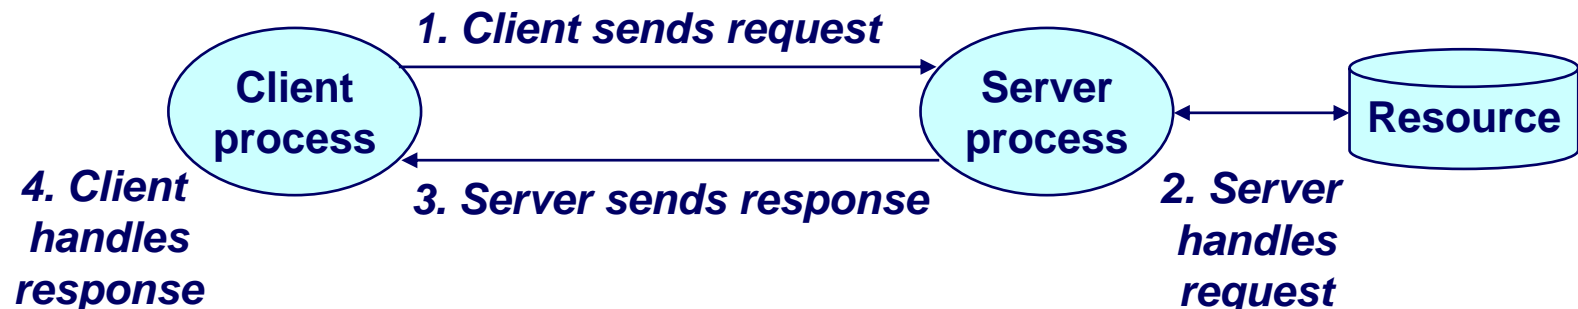 1. Client sends request
Client
process
Server
process
Resource
3. Server sends response
4. Client
handles
response
2. Server
handles
request